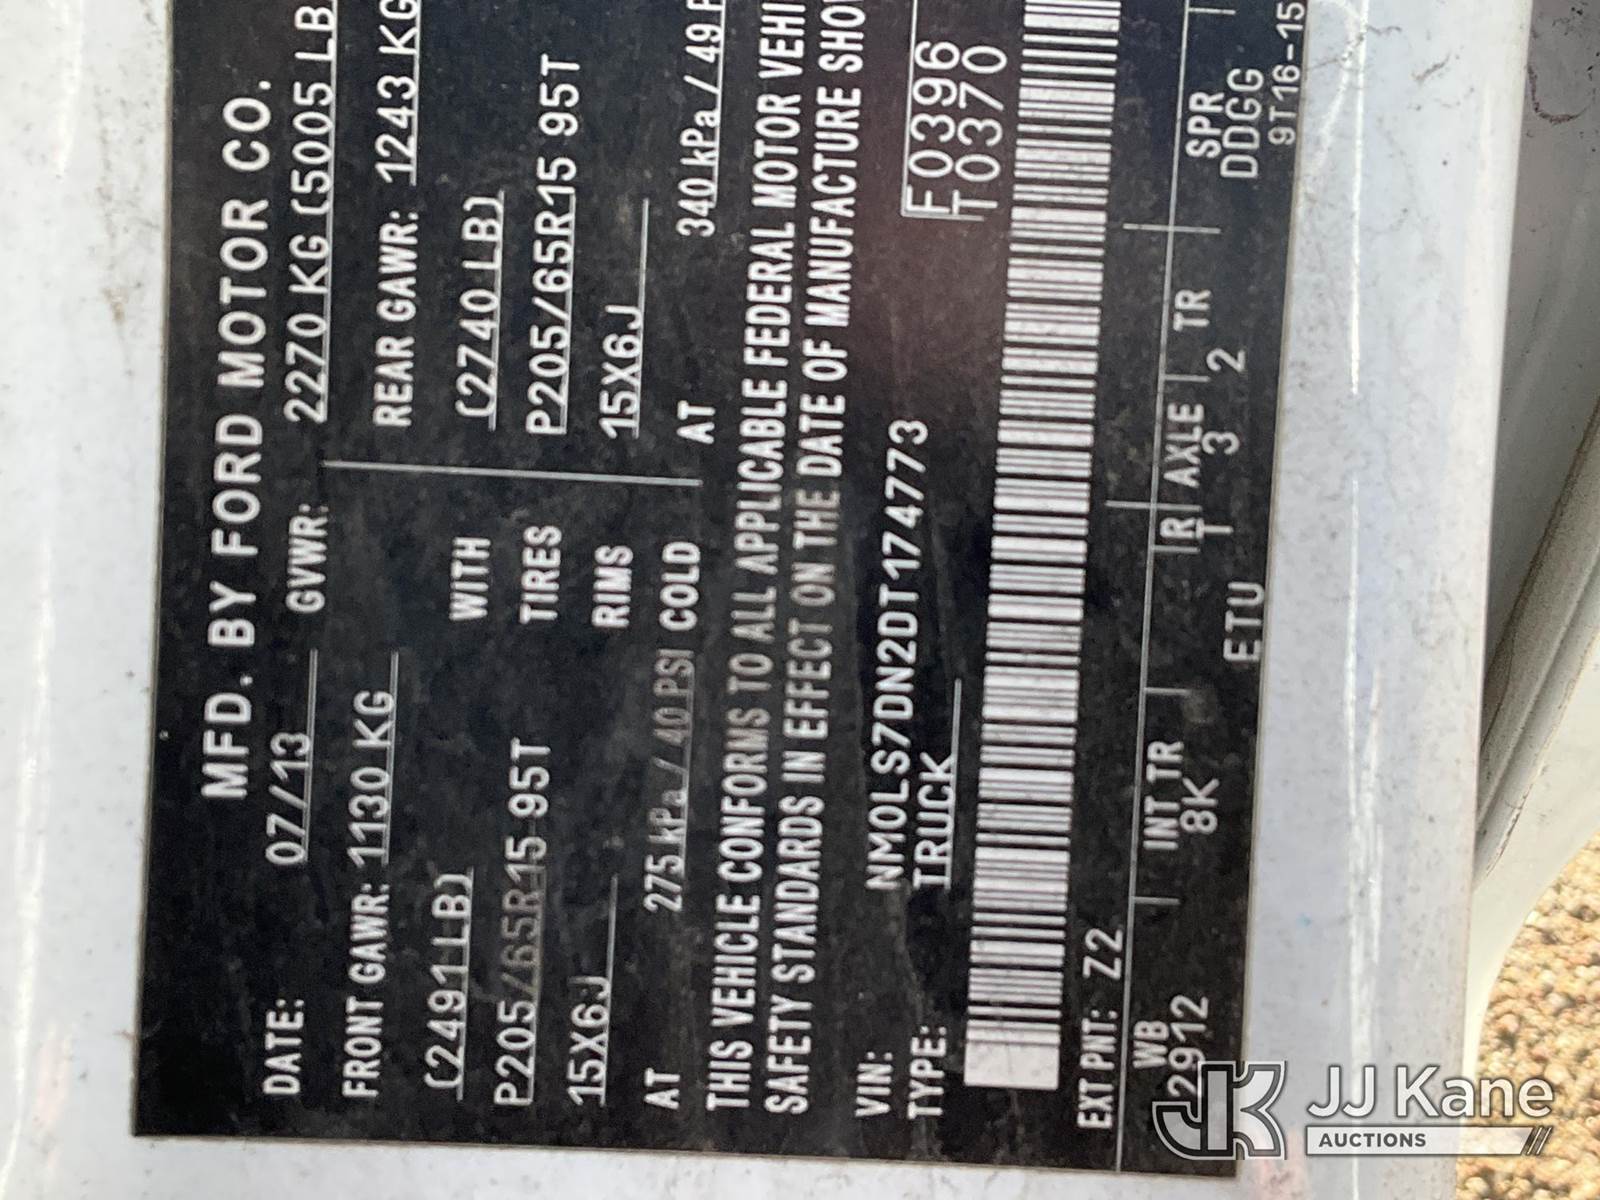 MFD. BY FORD MOTOR CO.
DATE: 07/13 GVWR: 2270 KG (5005 LB
FRONT GAWR: 1130 KG REAR GAWR: 1243 KG
(2491LB) WITH (2740LB)
P205/65R15 95T TIRES P205/65R15 95T
15X6J RIMS 15X6J
AT 275 kPa/ 40 PSI COLD AT 340 kPa/ 49 P
THIS VEHICLE CONFORMS TO ALL APPLICABLE FEDERAL MOTOR VEHI
SAFETY STANDARDS IN EFFECT ON THE DATE OF MANUFACTURE SHO
VIN: NM0LS7DN2DT174773 F0396
TYPE: TRUCK T0370
EXT PNT: Z2
WB INT TR R AXLE TR SPR
2912 8K 1 3 2 DDGG
ETU 9T16-15
JK JJ Kane
AUCTIONS